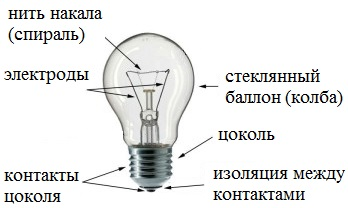 нить накала
(спираль)
электроды
стеклянный
баллон (колба)
цоколь
контакты
цоколя
изоляция между
контактами